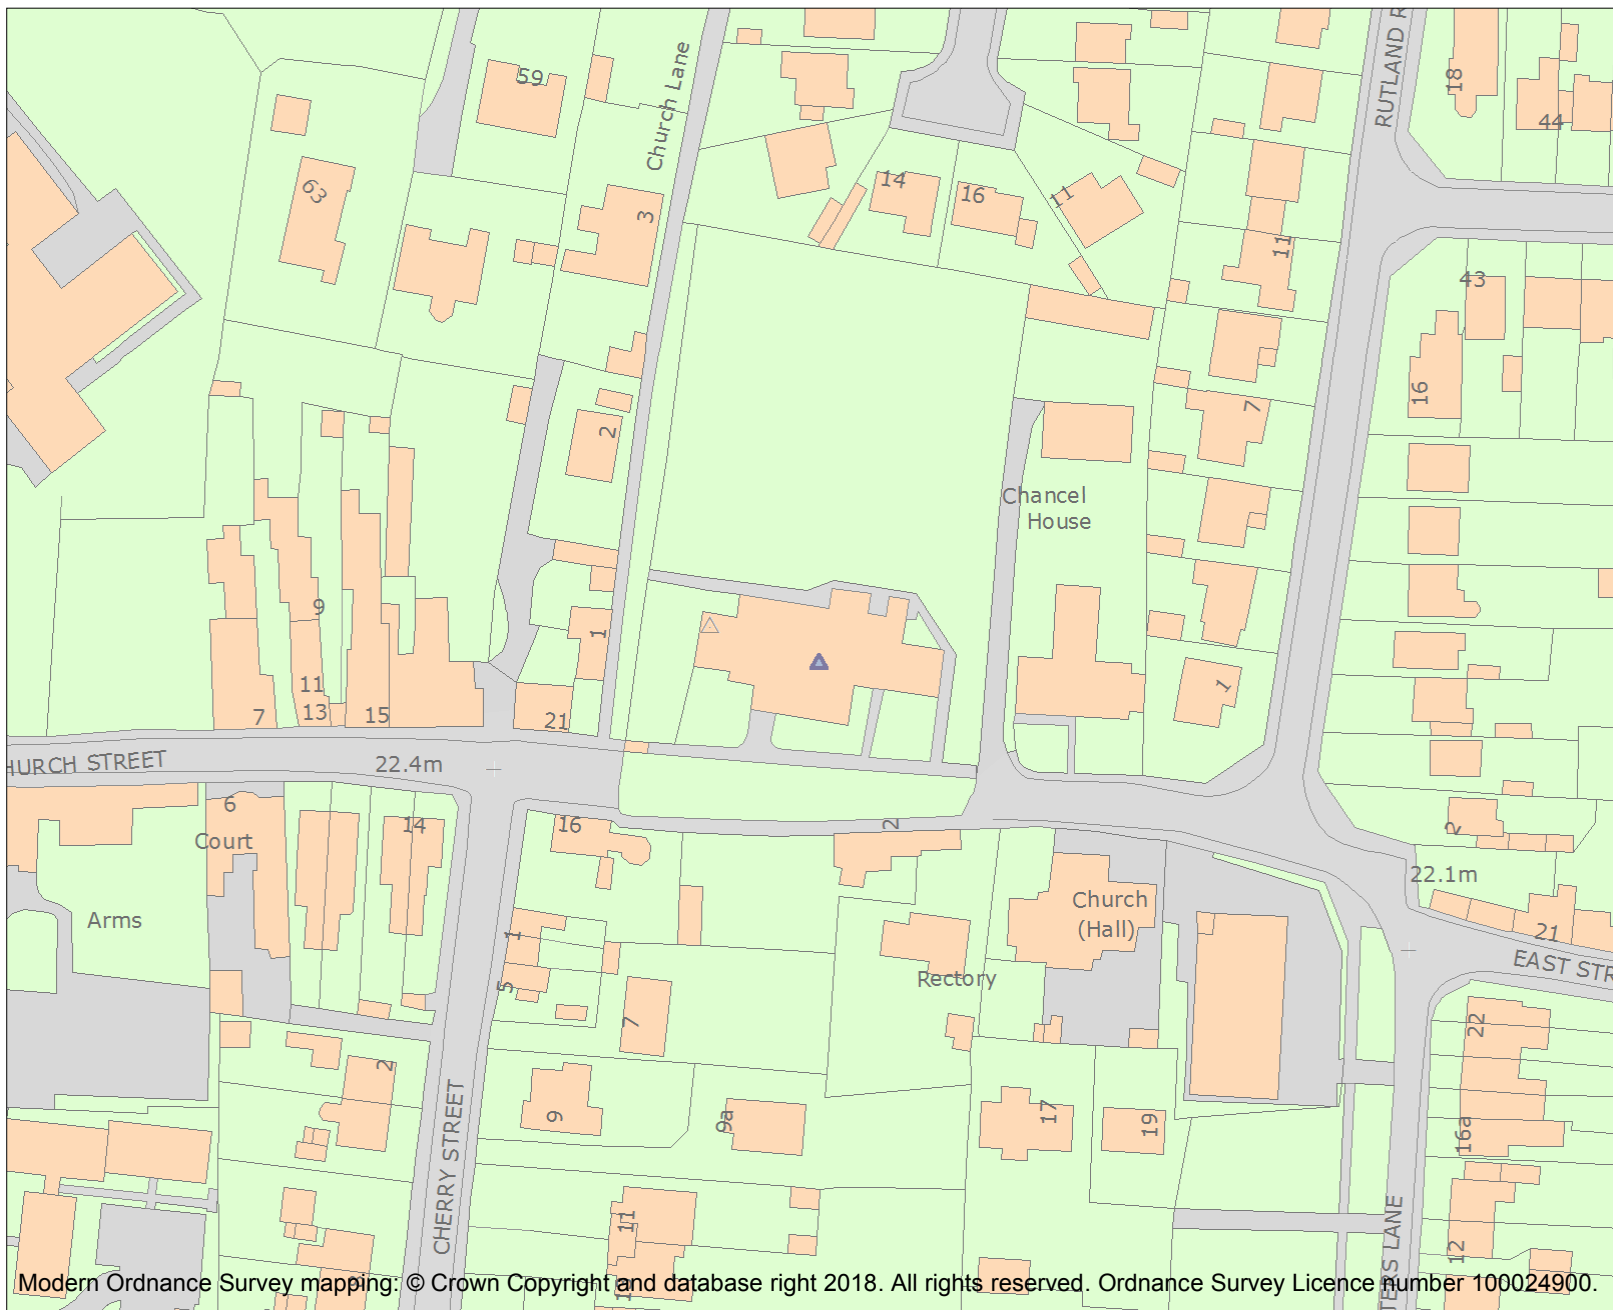 59
Church Lane
RUTLAND R
18
44
63
3
14
16
11
11
43
16
2
7
Chancel
House
9
1
11
13
7
15
21
1
HURCH STREET
22.4m
6
Court
14
16
2
2
22.1m
Church
(Hall)
Arms
1
Rectory
21
EAST STR
5
7
22
2
9
9a
17
19
16a
CHERRY STREET
11
TERS LANE
12
Modern Ordnance Survey mapping: © Crown Copyright and database right 2018. All rights reserved. Ordnance Survey Licence number 100024900.